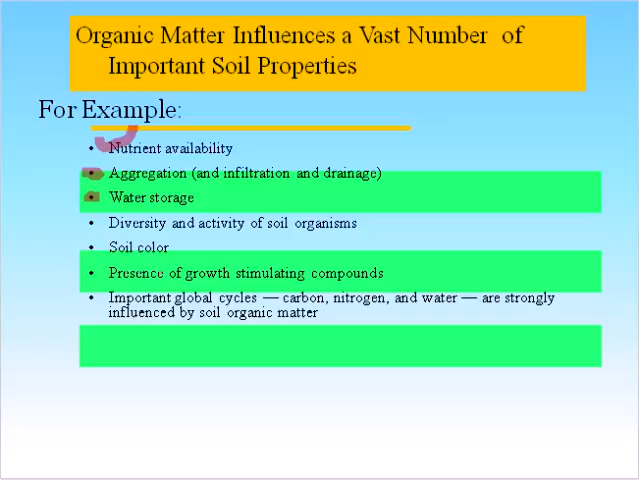 Organic Matter Influences a Vast Number of
Important Soil Properties
For Example:
• Nutrient availability
• Aggregation (and infiltration and drainage)
• Water storage
• Diversity and activity of soil organisms
• Soil color
• Presence of growth stimulating compounds
• Important global cycles — carbon, nitrogen, and water — are strongly
influenced by soil organic matter